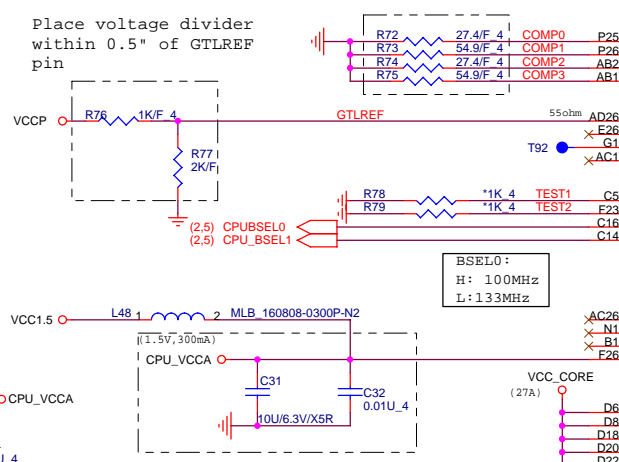 Place voltage divider
within 0.5" of GTLREF
pin
R72 27.4/F_4 COMP0 P25
R73 54.9/F_4 COMP1 P26
R74 27.4/F_4 COMP2 AB2
R75 54.9/F_4 COMP3 AB1
VCCP R76 1K/F_4 GTLREF 55ohm AD26
E26
T92 G1
AC1
R77
2K/F
R78 *1K_4 TEST1 C5
R79 *1K_4 TEST2 F23
(2,5) CPUBSEL0 C16
(2,5) CPU_BSEL1 C14
BSEL0:
H: 100MHz
L:133MHz
VCC1.5 L48 1 2 MLB_160808-0300P-N2 AC26
N1
B1
(1.5V,300mA)
CPU_VCCA F26
VCC_CORE
(27A)
C31
C32
0.01U_4
10U/6.3V/X5R
CPU_VCCA
D6
D8
D18
D20
D22
U_4